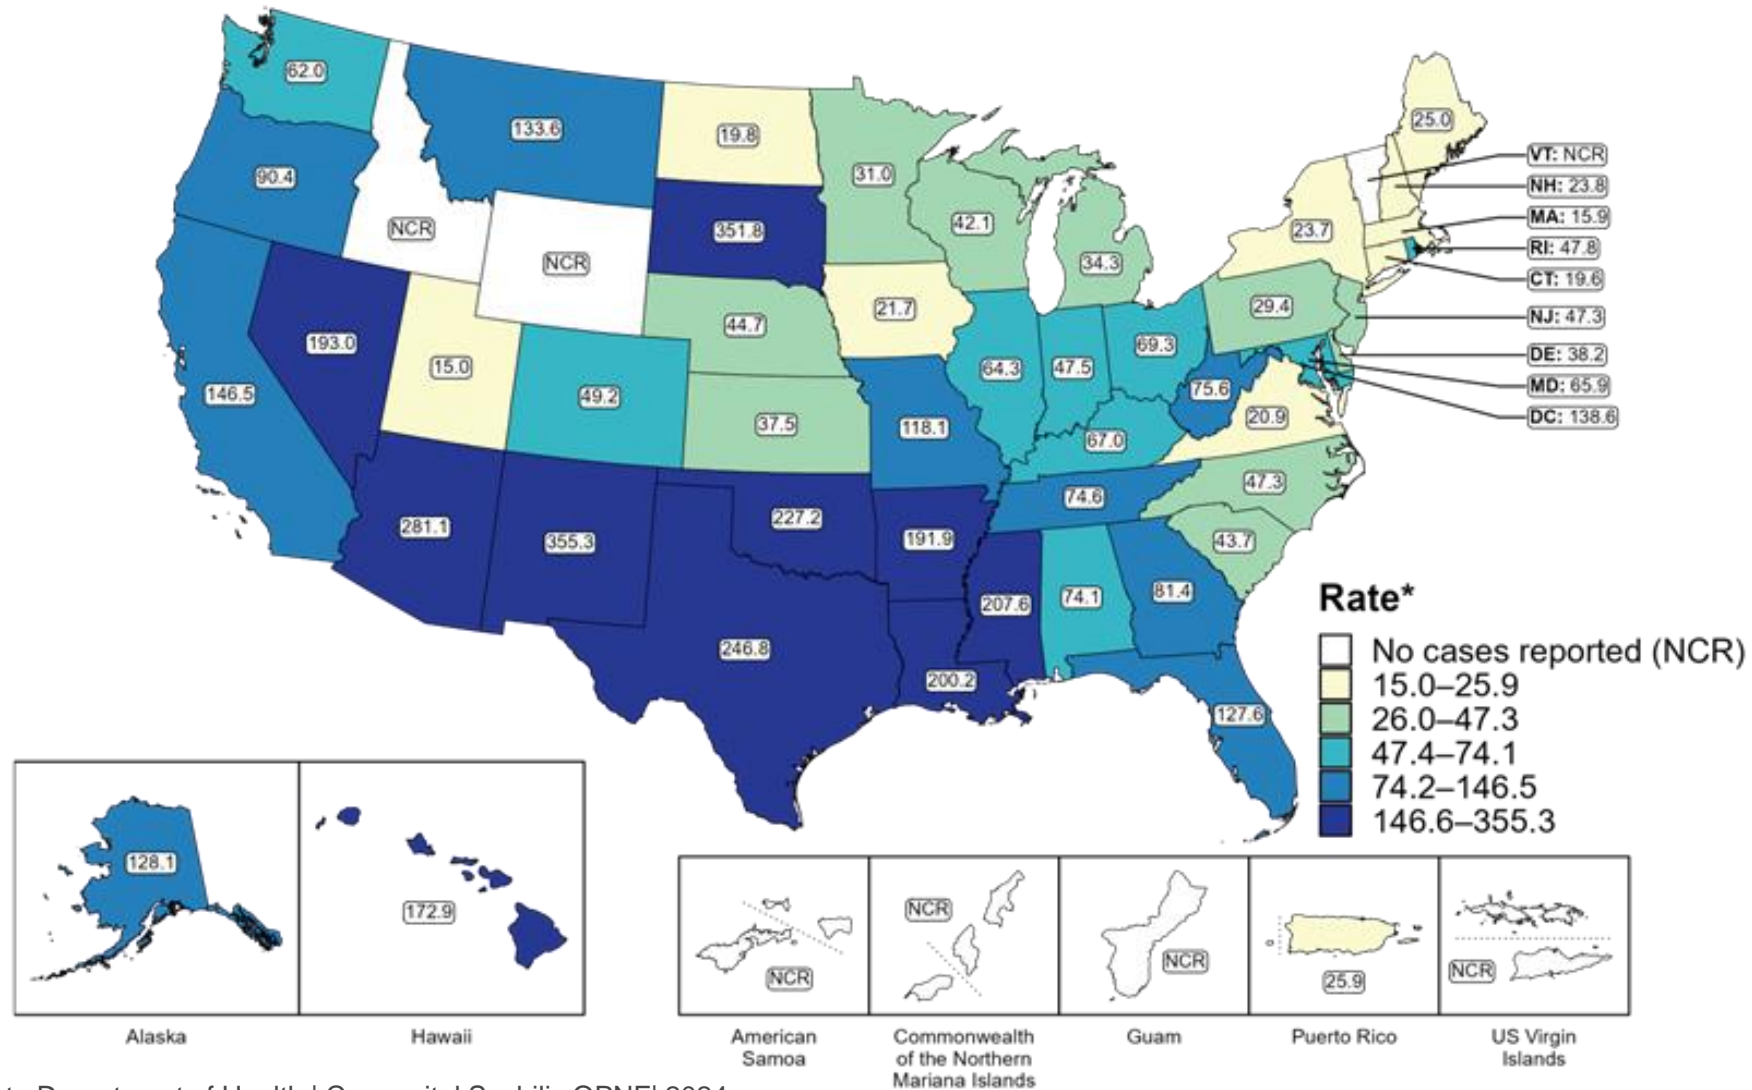 62.0
133.6
19.8
31.0
25.0
VT: NCR
NH: 23.8
90.4
NCR
351.8
42.1
23.7
MA: 15.9
RI: 47.8
NCR
34.3
CT: 19.6
193.0
15.0
44.7
21.7
29.4
NJ: 47.3
DE: 38.2
146.5
49.2
37.5
64.3
47.5
69.3
75.6
MD: 65.9
DC: 138.6
118.1
67.0
20.9
281.1
355.3
227.2
191.9
74.6
47.3
43.7
246.8
207.6
74.1
81.4
200.2
127.6
Rate*
No cases reported (NCR)
15.0–25.9
26.0–47.3
47.4–74.1
74.2–146.5
146.6–355.3
128.1
172.9
NCR
NCR
NCR
25.9
NCR
Alaska
Hawaii
American
Samoa
Commonwealth
of the Northern
Mariana Islands
Guam
Puerto Rico
US Virgin
Islands